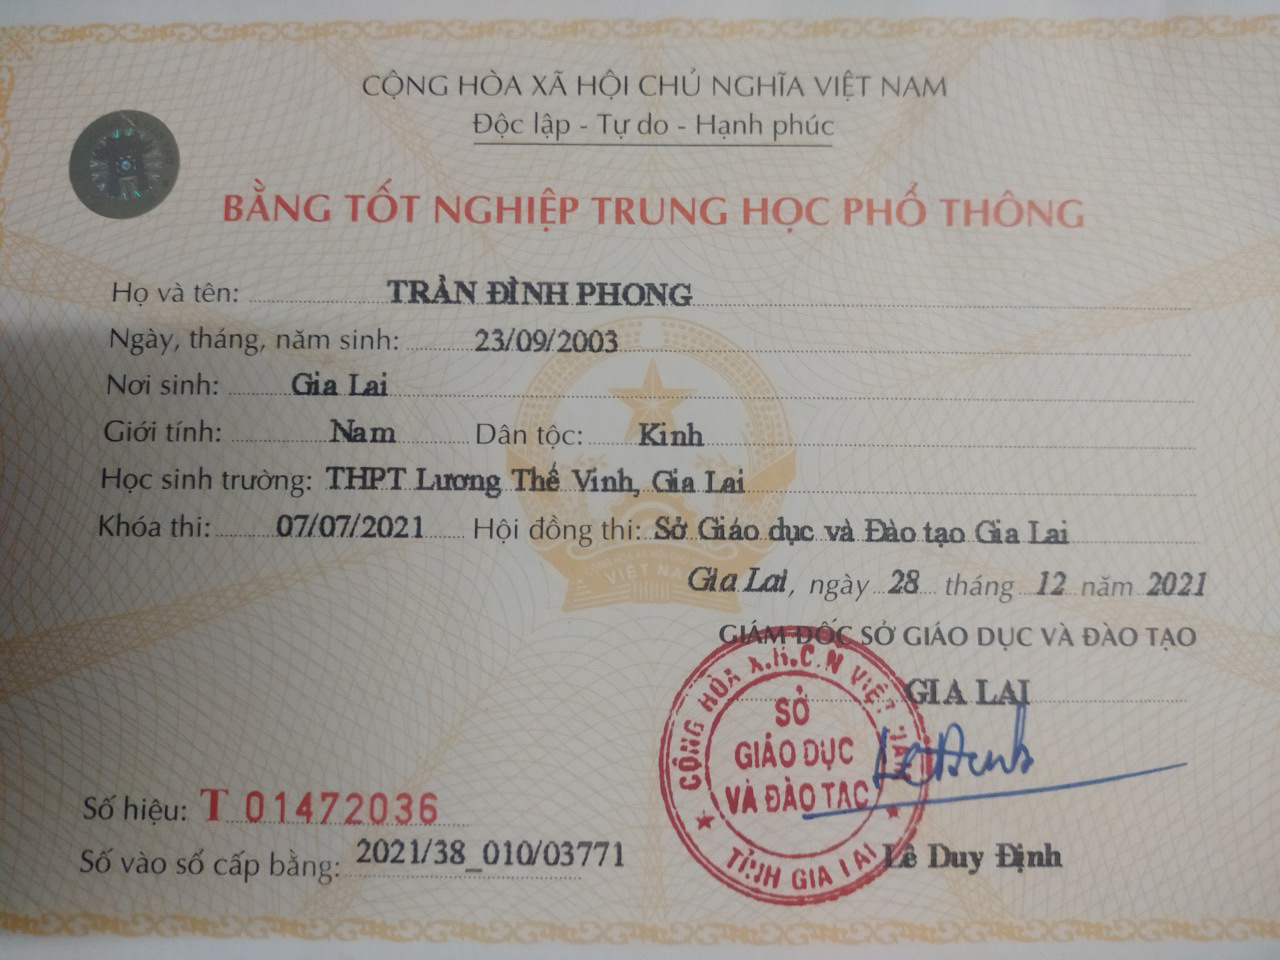 CỘNG HÒA XÃ HỘI CHỦ NGHĨA VIỆT NAM
Độc lập - Tự do - Hạnh phúc
BẰNG TỐT NGHIỆP TRUNG HỌC PHỔ THÔNG
Họ và tên: TRẦN ĐÌNH PHONG
Ngày, tháng, năm sinh: 23/09/2003
Nơi sinh: Gia Lai
Giới tính: Nam Dân tộc: Kinh
Học sinh trường: THPT Lương Thế Vinh, Gia Lai
Khóa thi: 07/07/2021 Hội đồng thi: Sở Giáo dục và Đào tạo Gia Lai
VIỆT NAM
Gia Lai, ngày 28 tháng 12 năm 2021
GIÁM ĐỐC SỞ GIÁO DỤC VÀ ĐÀO TẠO
GIA LAI
CỘNG HÒA X.H.C.N VIỆT NAM
SỞ
GIÁO DỤC
VÀ ĐÀO TẠO
TỈNH GIA LAI
Số hiệu: T 01472036
Số vào sổ cấp bằng: 2021/38_010/03771
Lê Duy Định